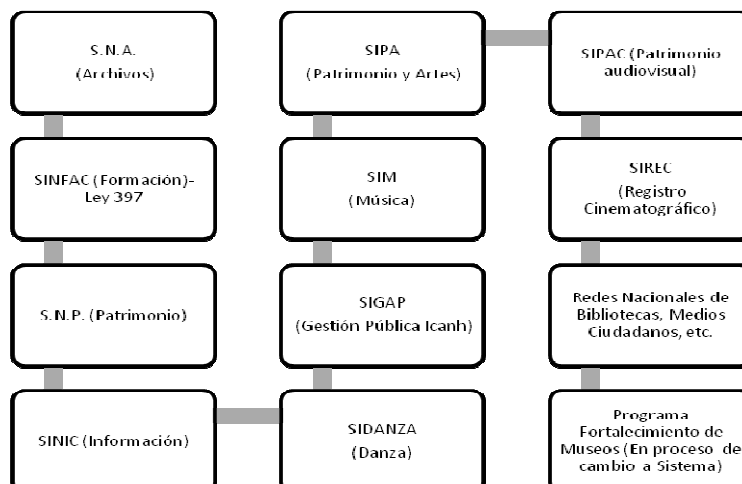 S.N.A.
(Archivos)
SINFAC (Formación)-
Ley 397
S.N.P. (Patrimonio)
SINIC (Información)
SIDANZA
(Danza)
SIGAP
(Gestión Pública Icanh)
SIM
(Música)
SIPA
(Patrimonio y Artes)
SIPAC (Patrimonio
audiovisual)
SIREC
(Registro
Cinematográfico)
Redes Nacionales de
Bibliotecas, Medios
Ciudadanos, etc.
Programa
Fortalecimiento de
Museos (En proceso de
cambio a Sistema)